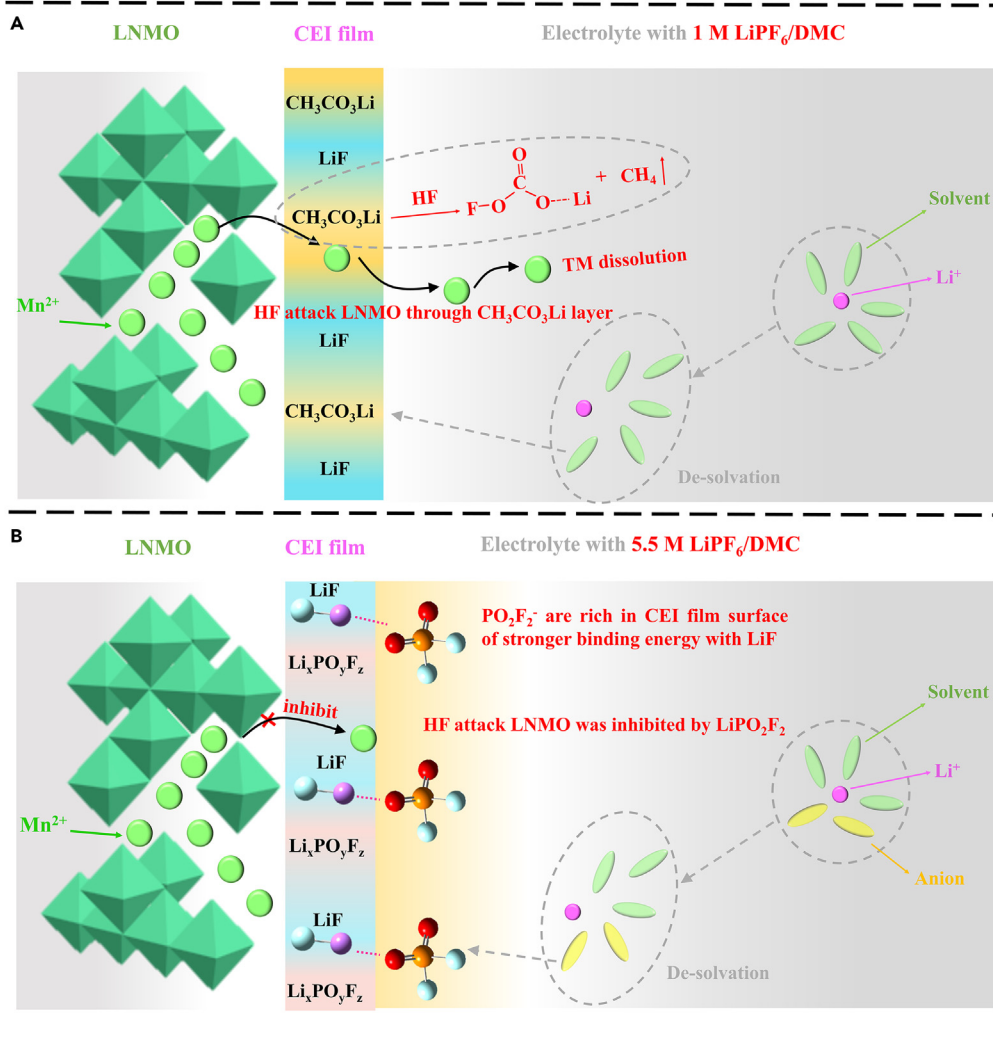 A
LNMO
CEI film
Electrolyte with 1 M LiPF₆/DMC
CH₃CO₃Li
LiF
CH₃CO₃Li
HF
O
C
F–O
O---Li
+ CH₄↑
Solvent
Li⁺
TM dissolution
Mn²⁺
HF attack LNMO through CH₃CO₃Li layer
LiF
CH₃CO₃Li
LiF
De-solvation
B
LNMO
CEI film
Electrolyte with 5.5 M LiPF₆/DMC
LiF
PO₂F₂⁻ are rich in CEI film surface
of stronger binding energy with LiF
LiₓPOᵧF_z
inhibit
HF attack LNMO was inhibited by LiPO₂F₂
Solvent
LiF
Li⁺
Mn²⁺
LiₓPOᵧF_z
Anion
LiF
De-solvation
LiₓPOᵧF_z